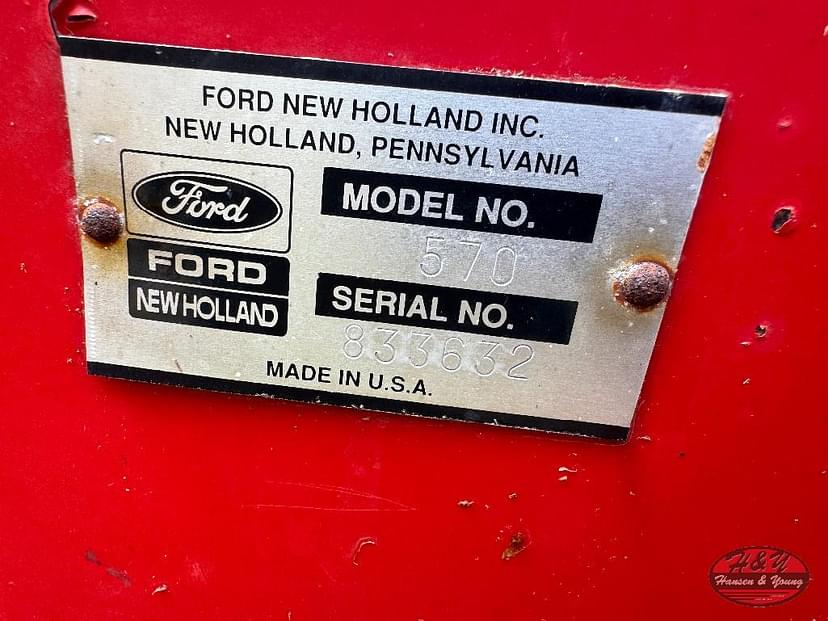 FORD NEW HOLLAND INC.
NEW HOLLAND, PENNSYLVANIA
Ford
FORD
NEW HOLLAND
MODEL NO.
570
SERIAL NO.
833632
MADE IN U.S.A.
H&Y
Hansen & Young